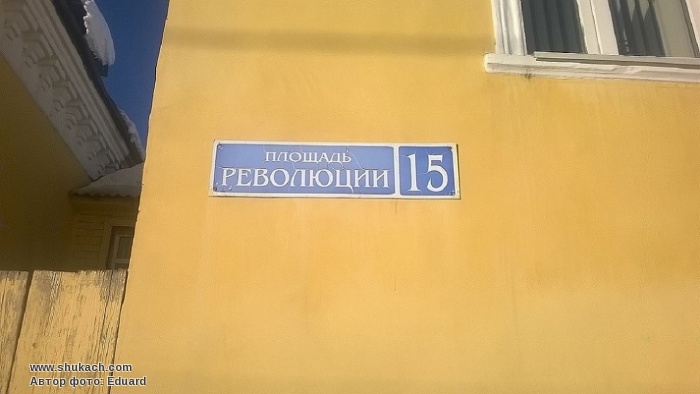 ПЛОЩАДЬ
РЕВОЛЮЦИИ 15
www.shukach.com
Автор фото: Eduard